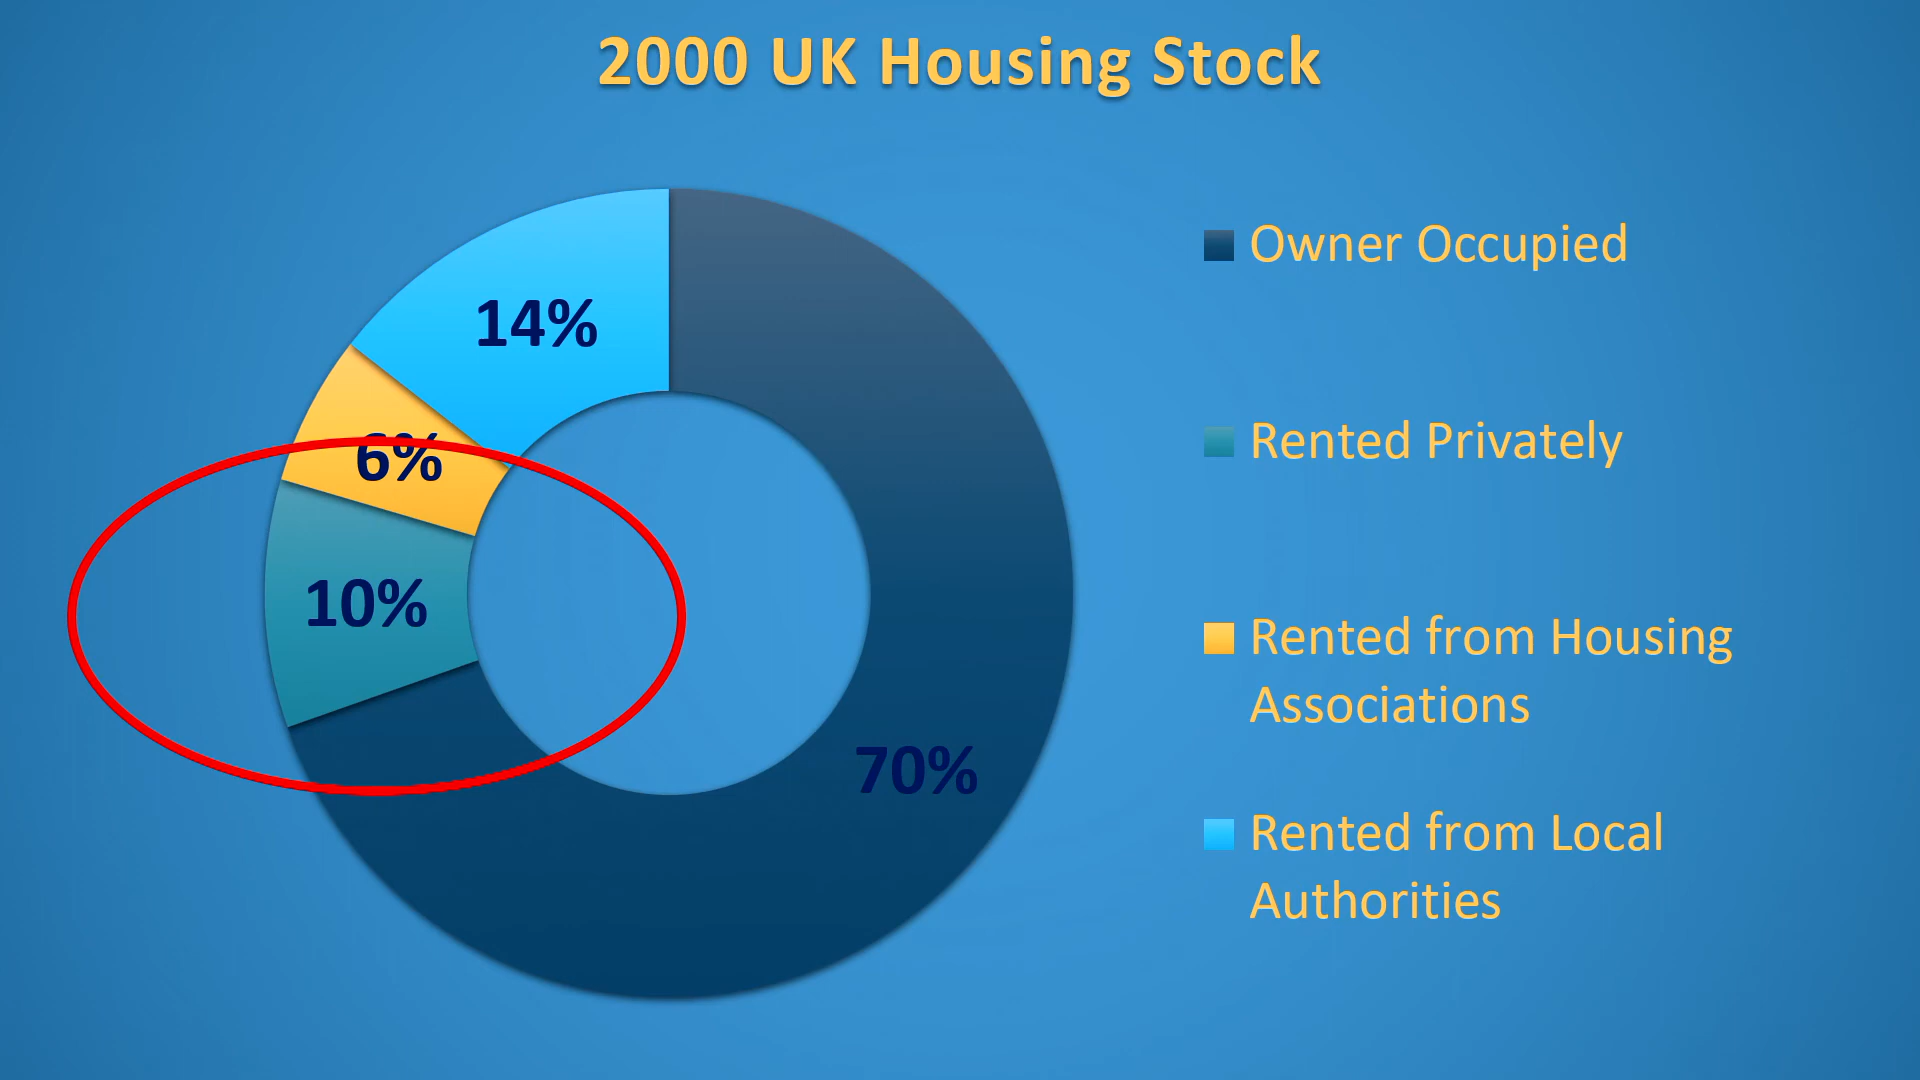 2000 UK Housing Stock
14%
6%
10%
70%
Owner Occupied
Rented Privately
Rented from Housing
Associations
Rented from Local
Authorities